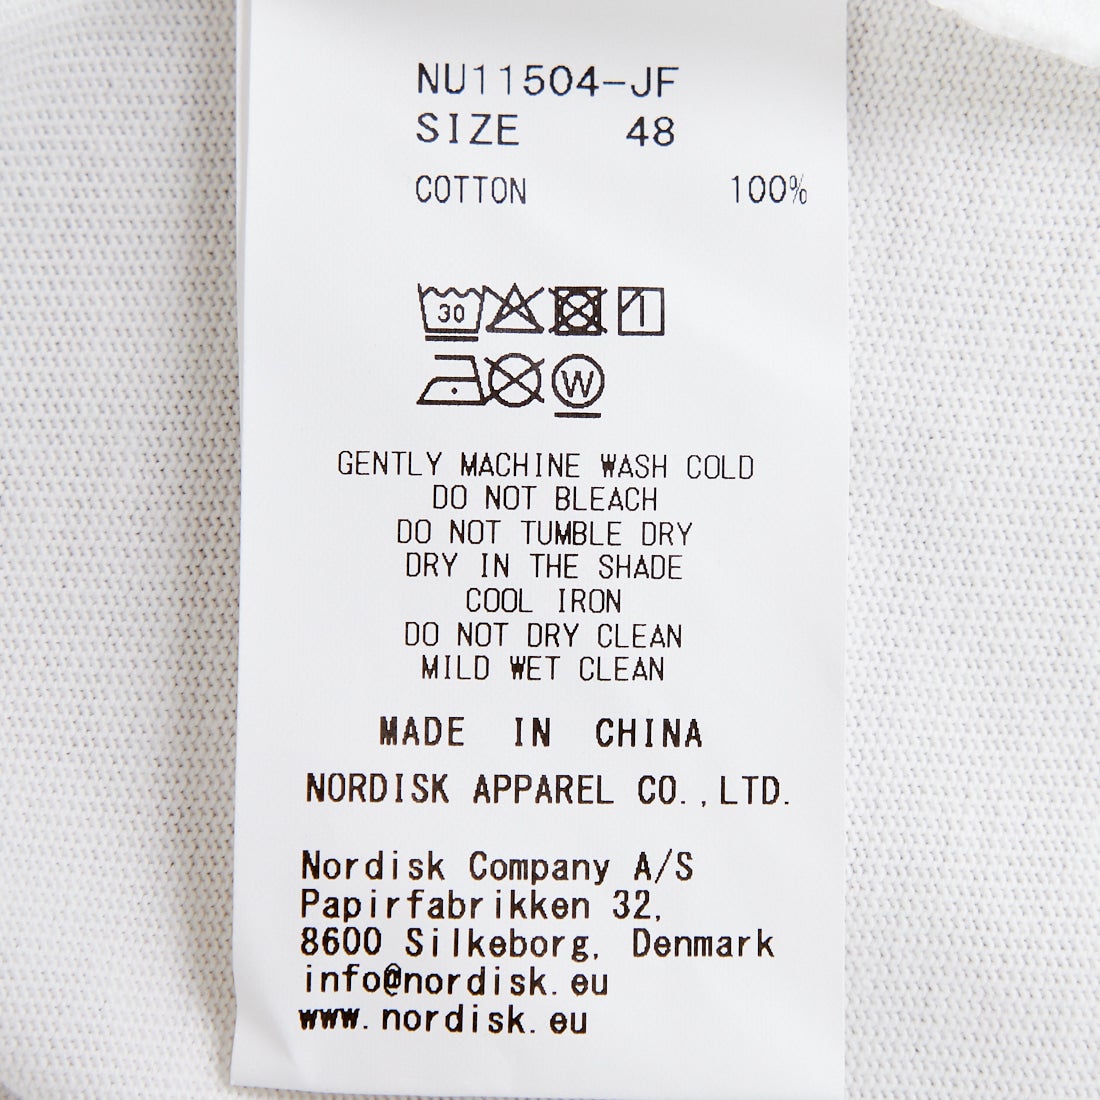 NU11504-JF
SIZE 48
COTTON 100%
30
W
GENTLY MACHINE WASH COLD
DO NOT BLEACH
DO NOT TUMBLE DRY
DRY IN THE SHADE
COOL IRON
DO NOT DRY CLEAN
MILD WET CLEAN
MADE IN CHINA
NORDISK APPAREL CO.,LTD.
Nordisk Company A/S
Papirfabrikken 32,
8600 Silkeborg, Denmark
info@nordisk.eu
www.nordisk.eu